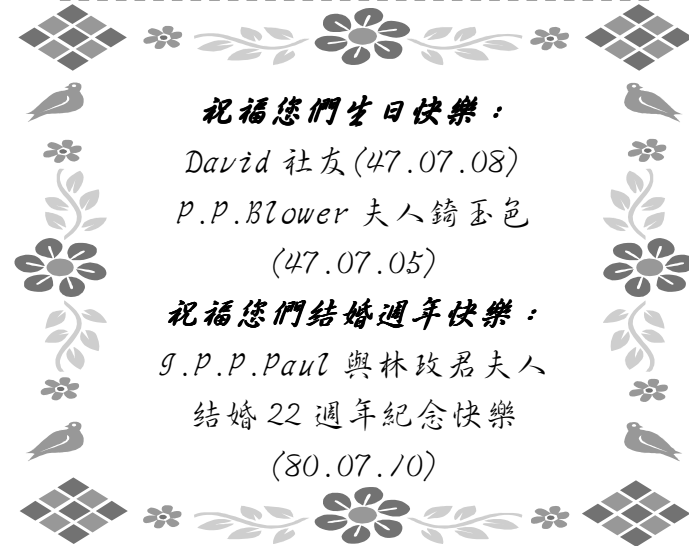 祝福您們生日快樂：
David 社友(47.07.08)
P.P.Blower 夫人錡玉色
(47.07.05)
祝福您們結婚週年快樂：
I.P.P.Paul 與林玫君夫人
結婚 22 週年紀念快樂
(80.07.10)